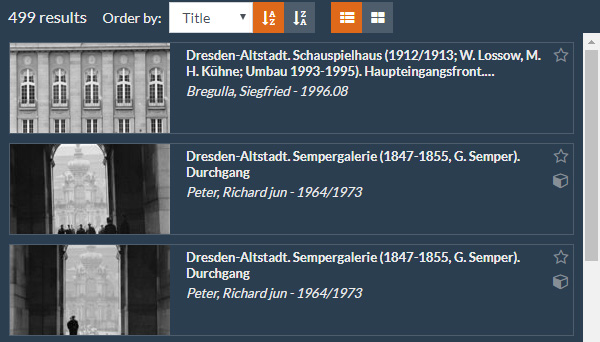 499 results Order by: Title A Z Z A
Dresden-Altstadt. Schauspielhaus (1912/1913; W. Lossow, M.
H. Kühne; Umbau 1993-1995). Haupteingangsfront....
Bregulla, Siegfried - 1996.08
Dresden-Altstadt. Sempergalerie (1847-1855, G. Semper).
Durchgang
Peter, Richard jun - 1964/1973
Dresden-Altstadt. Sempergalerie (1847-1855, G. Semper).
Durchgang
Peter, Richard jun - 1964/1973